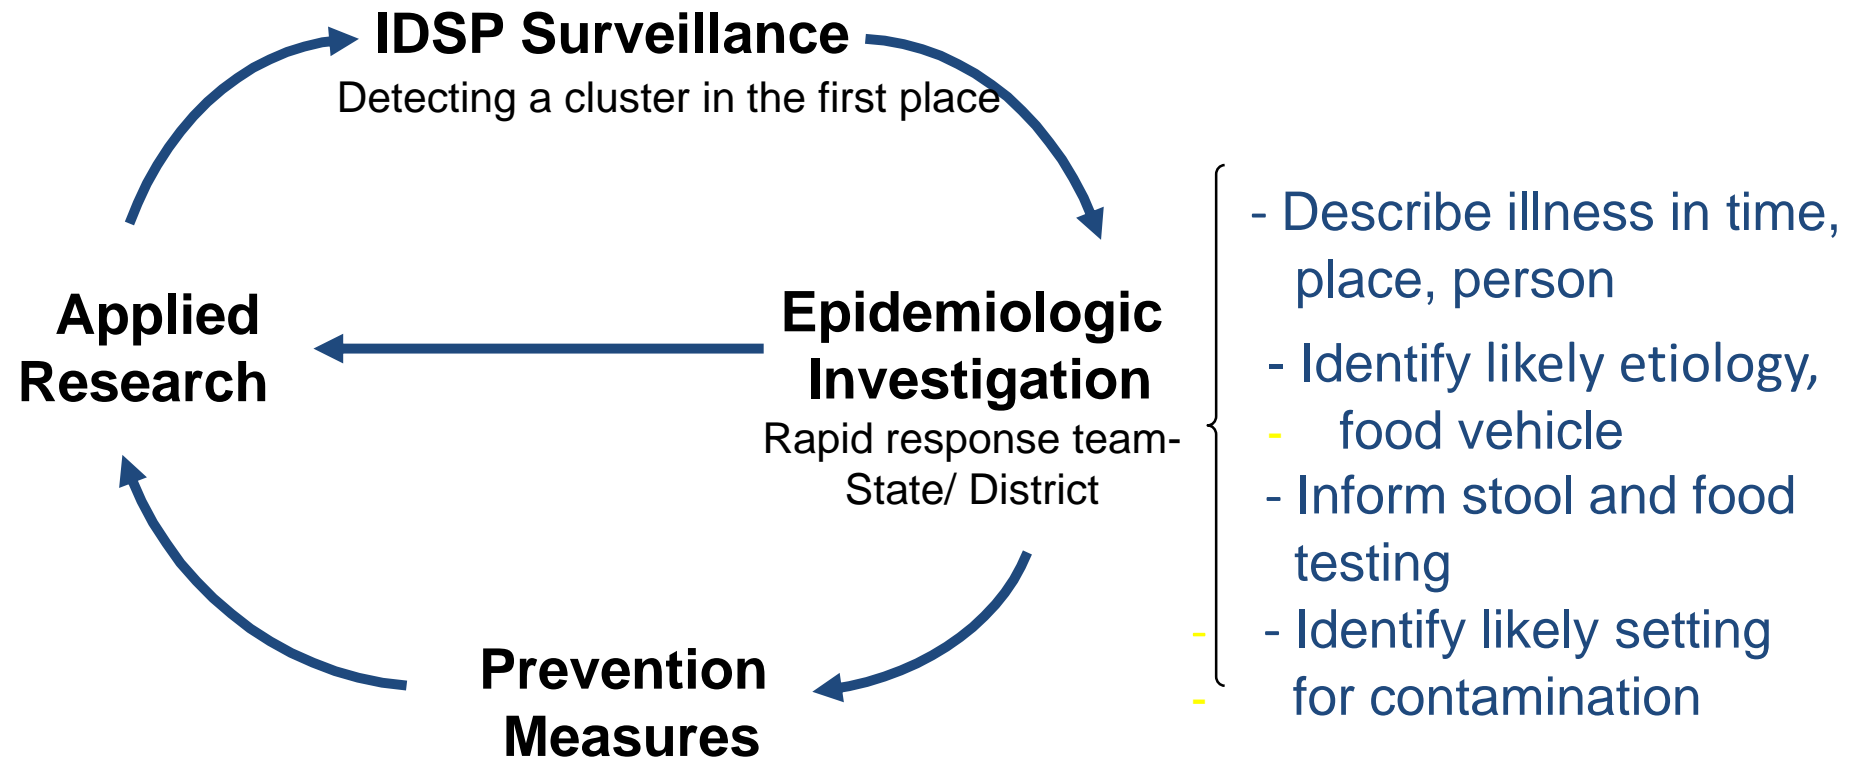 IDSP Surveillance
Detecting a cluster in the first place
Applied
Research
Epidemiologic
Investigation
Rapid response team-
State/ District
- Describe illness in time,
place, person
- Identify likely etiology,
- food vehicle
- Inform stool and food
testing
- - Identify likely setting
- for contamination
Prevention
Measures